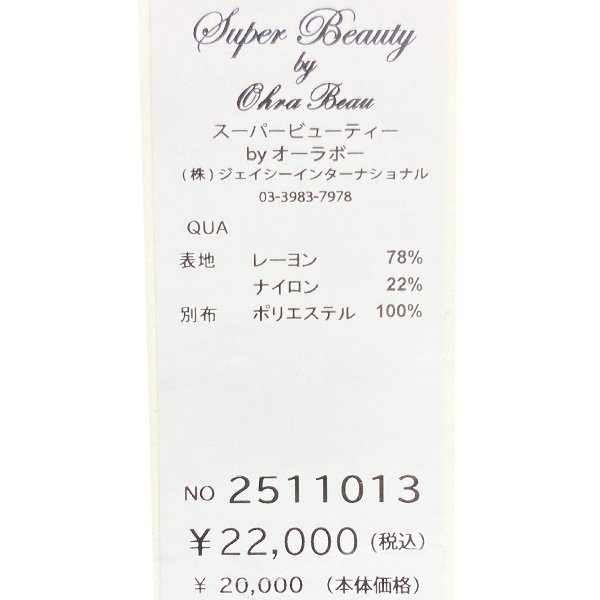 Super Beauty
by
Ohra Beau
スーパービューティー
by オーラボー
(株)ジェイシーインターナショナル
03-3983-7978
QUA
表地 レーヨン 78%
ナイロン 22%
別布 ポリエステル 100%
NO 2511013
¥22,000(税込)
¥ 20,000 (本体価格)